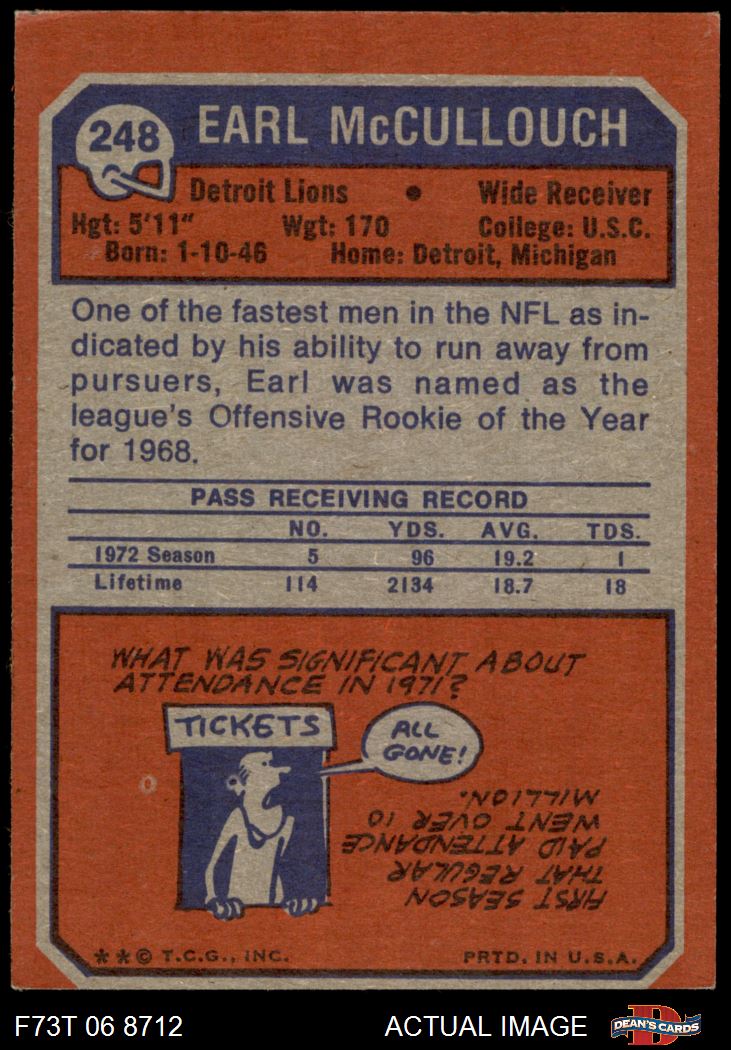 248
EARL McCULLOUCH
Detroit Lions • Wide Receiver
Hgt: 5'11" Wgt: 170 College: U.S.C.
Born: 1-10-46 Home: Detroit, Michigan
One of the fastest men in the NFL as in-
dicated by his ability to run away from
pursuers, Earl was named as the
league's Offensive Rookie of the Year
for 1968.
PASS RECEIVING RECORD
NO. YDS. AVG. TDS.
1972 Season 5 96 19.2 1
Lifetime 114 2134 18.7 18
WHAT WAS SIGNIFICANT ABOUT
ATTENDANCE IN 1971?
TICKETS
ALL
GONE!
FIRST SEASON
THAT REGULAR
PAID ATTENDANCE
WENT OVER 10
MILLION.
**© T.C.G., INC. PRTD. IN U.S.A.
F73T 06 8712 ACTUAL IMAGE
D
DEAN'S CARDS